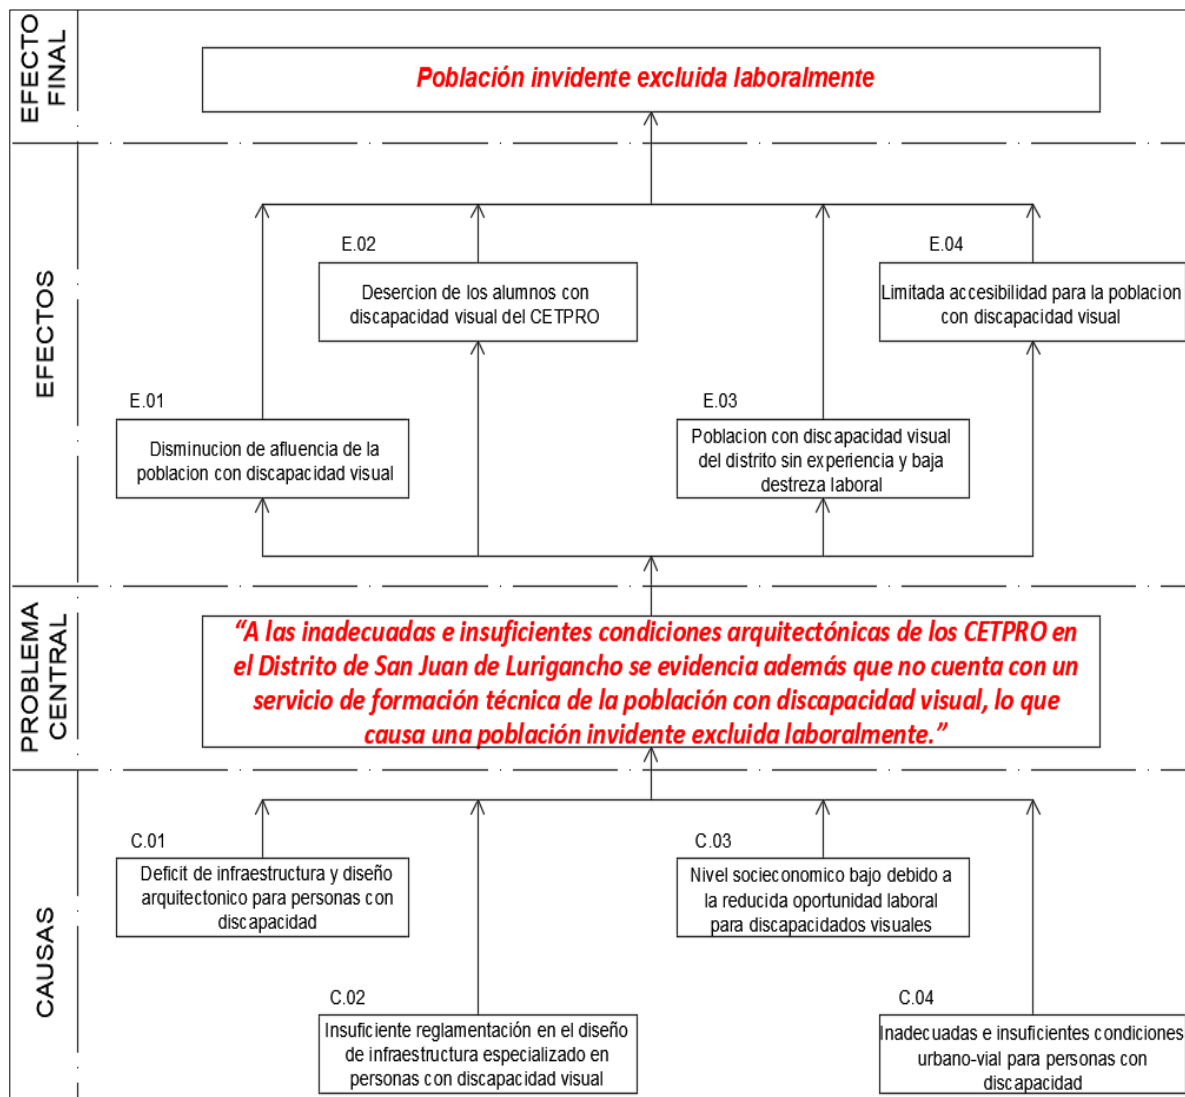 EFECTO
FINAL
Población invidente excluida laboralmente
EFECTOS
E.02
Desercion de los alumnos con
discapacidad visual del CETPRO
E.04
Limitada accesibilidad para la poblacion
con discapacidad visual
E.01
Disminucion de afluencia de la
poblacion con discapacidad visual
E.03
Poblacion con discapacidad visual
del distrito sin experiencia y baja
destreza laboral
PROBLEMA
CENTRAL
“A las inadecuadas e insuficientes condiciones arquitectónicas de los CETPRO en
el Distrito de San Juan de Lurigancho se evidencia además que no cuenta con un
servicio de formación técnica de la población con discapacidad visual, lo que
causa una población invidente excluida laboralmente.”
CAUSAS
C.01
Deficit de infraestructura y diseño
arquitectonico para personas con
discapacidad
C.03
Nivel socieconomico bajo debido a
la reducida oportunidad laboral
para discapacidados visuales
C.02
Insuficiente reglamentación en el diseño
de infraestructura especializado en
personas con discapacidad visual
C.04
Inadecuadas e insuficientes condiciones
urbano-vial para personas con
discapacidad